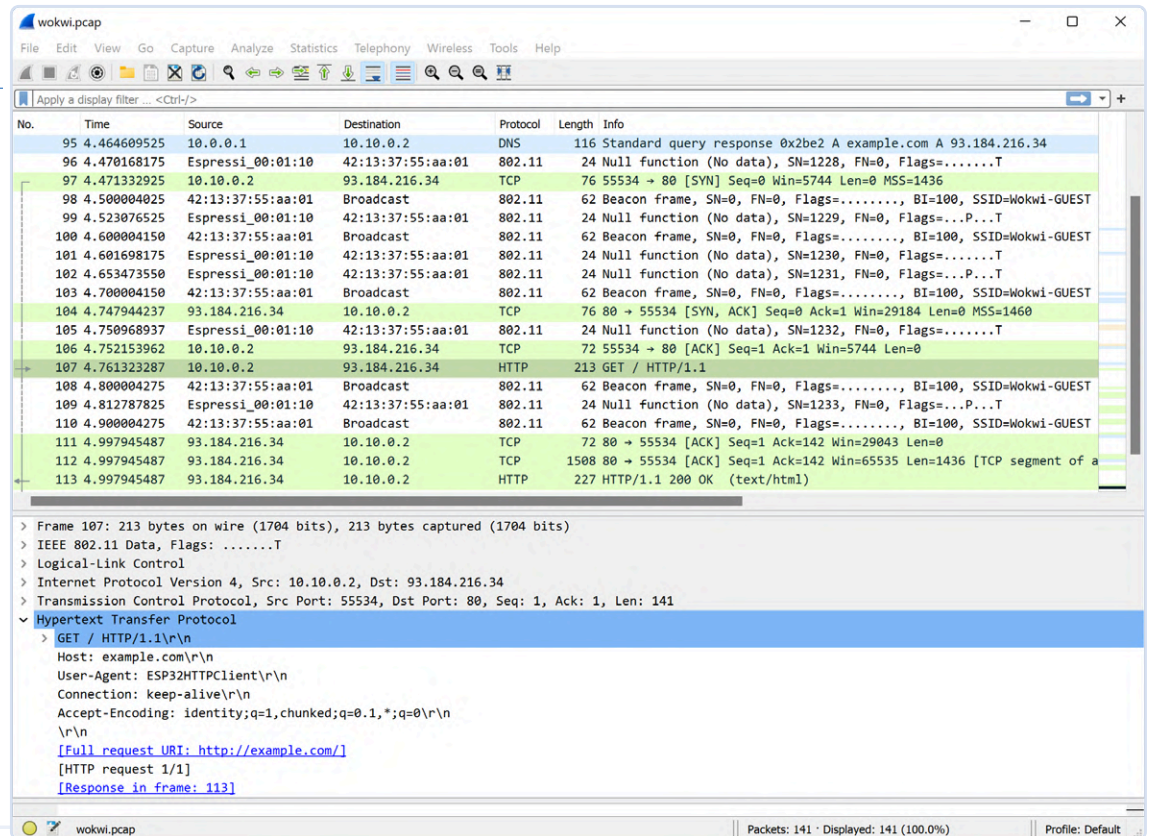 wokwi.pcap
File Edit View Go Capture Analyze Statistics Telephony Wireless Tools Help
Apply a display filter ... <Ctrl-/>
No. Time Source Destination Protocol Length Info
95 4.464609525 10.0.0.1 10.10.0.2 DNS 116 Standard query response 0x2be2 A example.com A 93.184.216.34
96 4.470168175 Espressi_00:01:10 42:13:37:55:aa:01 802.11 24 Null function (No data), SN=1228, FN=0, Flags=.......T
97 4.471332925 10.10.0.2 93.184.216.34 TCP 76 55534 → 80 [SYN] Seq=0 Win=5744 Len=0 MSS=1436
98 4.500004025 42:13:37:55:aa:01 Broadcast 802.11 62 Beacon frame, SN=0, FN=0, Flags=........, BI=100, SSID=Wokwi-GUEST
99 4.523076525 Espressi_00:01:10 42:13:37:55:aa:01 802.11 24 Null function (No data), SN=1229, FN=0, Flags=...P...T
100 4.600004150 42:13:37:55:aa:01 Broadcast 802.11 62 Beacon frame, SN=0, FN=0, Flags=........, BI=100, SSID=Wokwi-GUEST
101 4.601698175 Espressi_00:01:10 42:13:37:55:aa:01 802.11 24 Null function (No data), SN=1230, FN=0, Flags=.......T
102 4.653473550 Espressi_00:01:10 42:13:37:55:aa:01 802.11 24 Null function (No data), SN=1231, FN=0, Flags=...P...T
103 4.700004150 42:13:37:55:aa:01 Broadcast 802.11 62 Beacon frame, SN=0, FN=0, Flags=........, BI=100, SSID=Wokwi-GUEST
104 4.747944237 93.184.216.34 10.10.0.2 TCP 76 80 → 55534 [SYN, ACK] Seq=0 Ack=1 Win=29184 Len=0 MSS=1460
105 4.750968937 Espressi_00:01:10 42:13:37:55:aa:01 802.11 24 Null function (No data), SN=1232, FN=0, Flags=.......T
106 4.752153962 10.10.0.2 93.184.216.34 TCP 72 55534 → 80 [ACK] Seq=1 Ack=1 Win=5744 Len=0
107 4.761323287 10.10.0.2 93.184.216.34 HTTP 213 GET / HTTP/1.1
108 4.800004275 42:13:37:55:aa:01 Broadcast 802.11 62 Beacon frame, SN=0, FN=0, Flags=........, BI=100, SSID=Wokwi-GUEST
109 4.812787825 Espressi_00:01:10 42:13:37:55:aa:01 802.11 24 Null function (No data), SN=1233, FN=0, Flags=...P...T
110 4.900004275 42:13:37:55:aa:01 Broadcast 802.11 62 Beacon frame, SN=0, FN=0, Flags=........, BI=100, SSID=Wokwi-GUEST
111 4.997945487 93.184.216.34 10.10.0.2 TCP 72 80 → 55534 [ACK] Seq=1 Ack=142 Win=29043 Len=0
112 4.997945487 93.184.216.34 10.10.0.2 TCP 1508 80 → 55534 [ACK] Seq=1 Ack=142 Win=65535 Len=1436 [TCP segment of a
113 4.997945487 93.184.216.34 10.10.0.2 HTTP 227 HTTP/1.1 200 OK (text/html)
Frame 107: 213 bytes on wire (1704 bits), 213 bytes captured (1704 bits)
IEEE 802.11 Data, Flags: .......T
Logical-Link Control
Internet Protocol Version 4, Src: 10.10.0.2, Dst: 93.184.216.34
Transmission Control Protocol, Src Port: 55534, Dst Port: 80, Seq: 1, Ack: 1, Len: 141
Hypertext Transfer Protocol
GET / HTTP/1.1\r\n
Host: example.com\r\n
User-Agent: ESP32HTTPClient\r\n
Connection: keep-alive\r\n
Accept-Encoding: identity;q=1,chunked;q=0.1,*;q=0\r\n
\r\n
[Full request URI: http://example.com/]
[HTTP request 1/1]
[Response in frame: 113]
wokwi.pcap Packets: 141 · Displayed: 141 (100.0%) Profile: Default